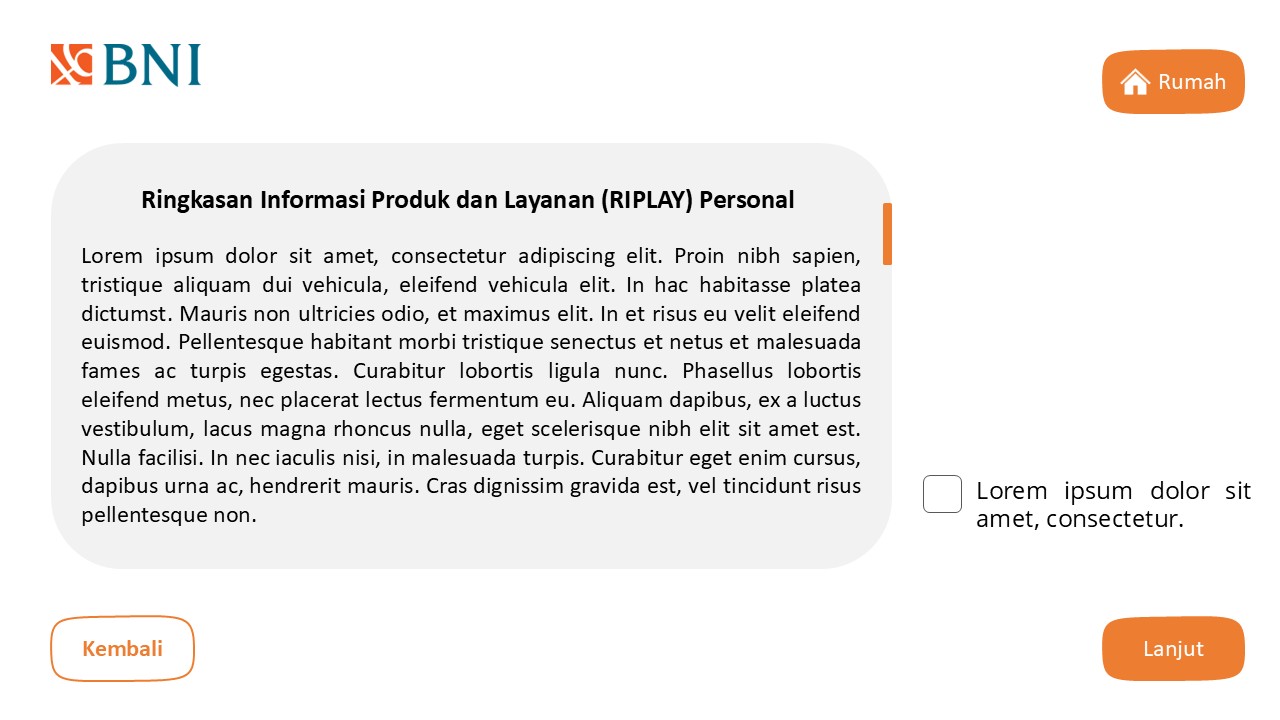 BNI
Rumah
Ringkasan Informasi Produk dan Layanan (RIPLAY) Personal
Lorem ipsum dolor sit amet, consectetur adipiscing elit. Proin nibh sapien,
tristique aliquam dui vehicula, eleifend vehicula elit. In hac habitasse platea
dictumst. Mauris non ultricies odio, et maximus elit. In et risus eu velit eleifend
euismod. Pellentesque habitant morbi tristique senectus et netus et malesuada
fames ac turpis egestas. Curabitur lobortis ligula nunc. Phasellus lobortis
eleifend metus, nec placerat lectus fermentum eu. Aliquam dapibus, ex a luctus
vestibulum, lacus magna rhoncus nulla, eget scelerisque nibh elit sit amet est.
Nulla facilisi. In nec iaculis nisi, in malesuada turpis. Curabitur eget enim cursus,
dapibus urna ac, hendrerit mauris. Cras dignissim gravida est, vel tincidunt risus
pellentesque non.
Lorem ipsum dolor sit
amet, consectetur.
Kembali
Lanjut